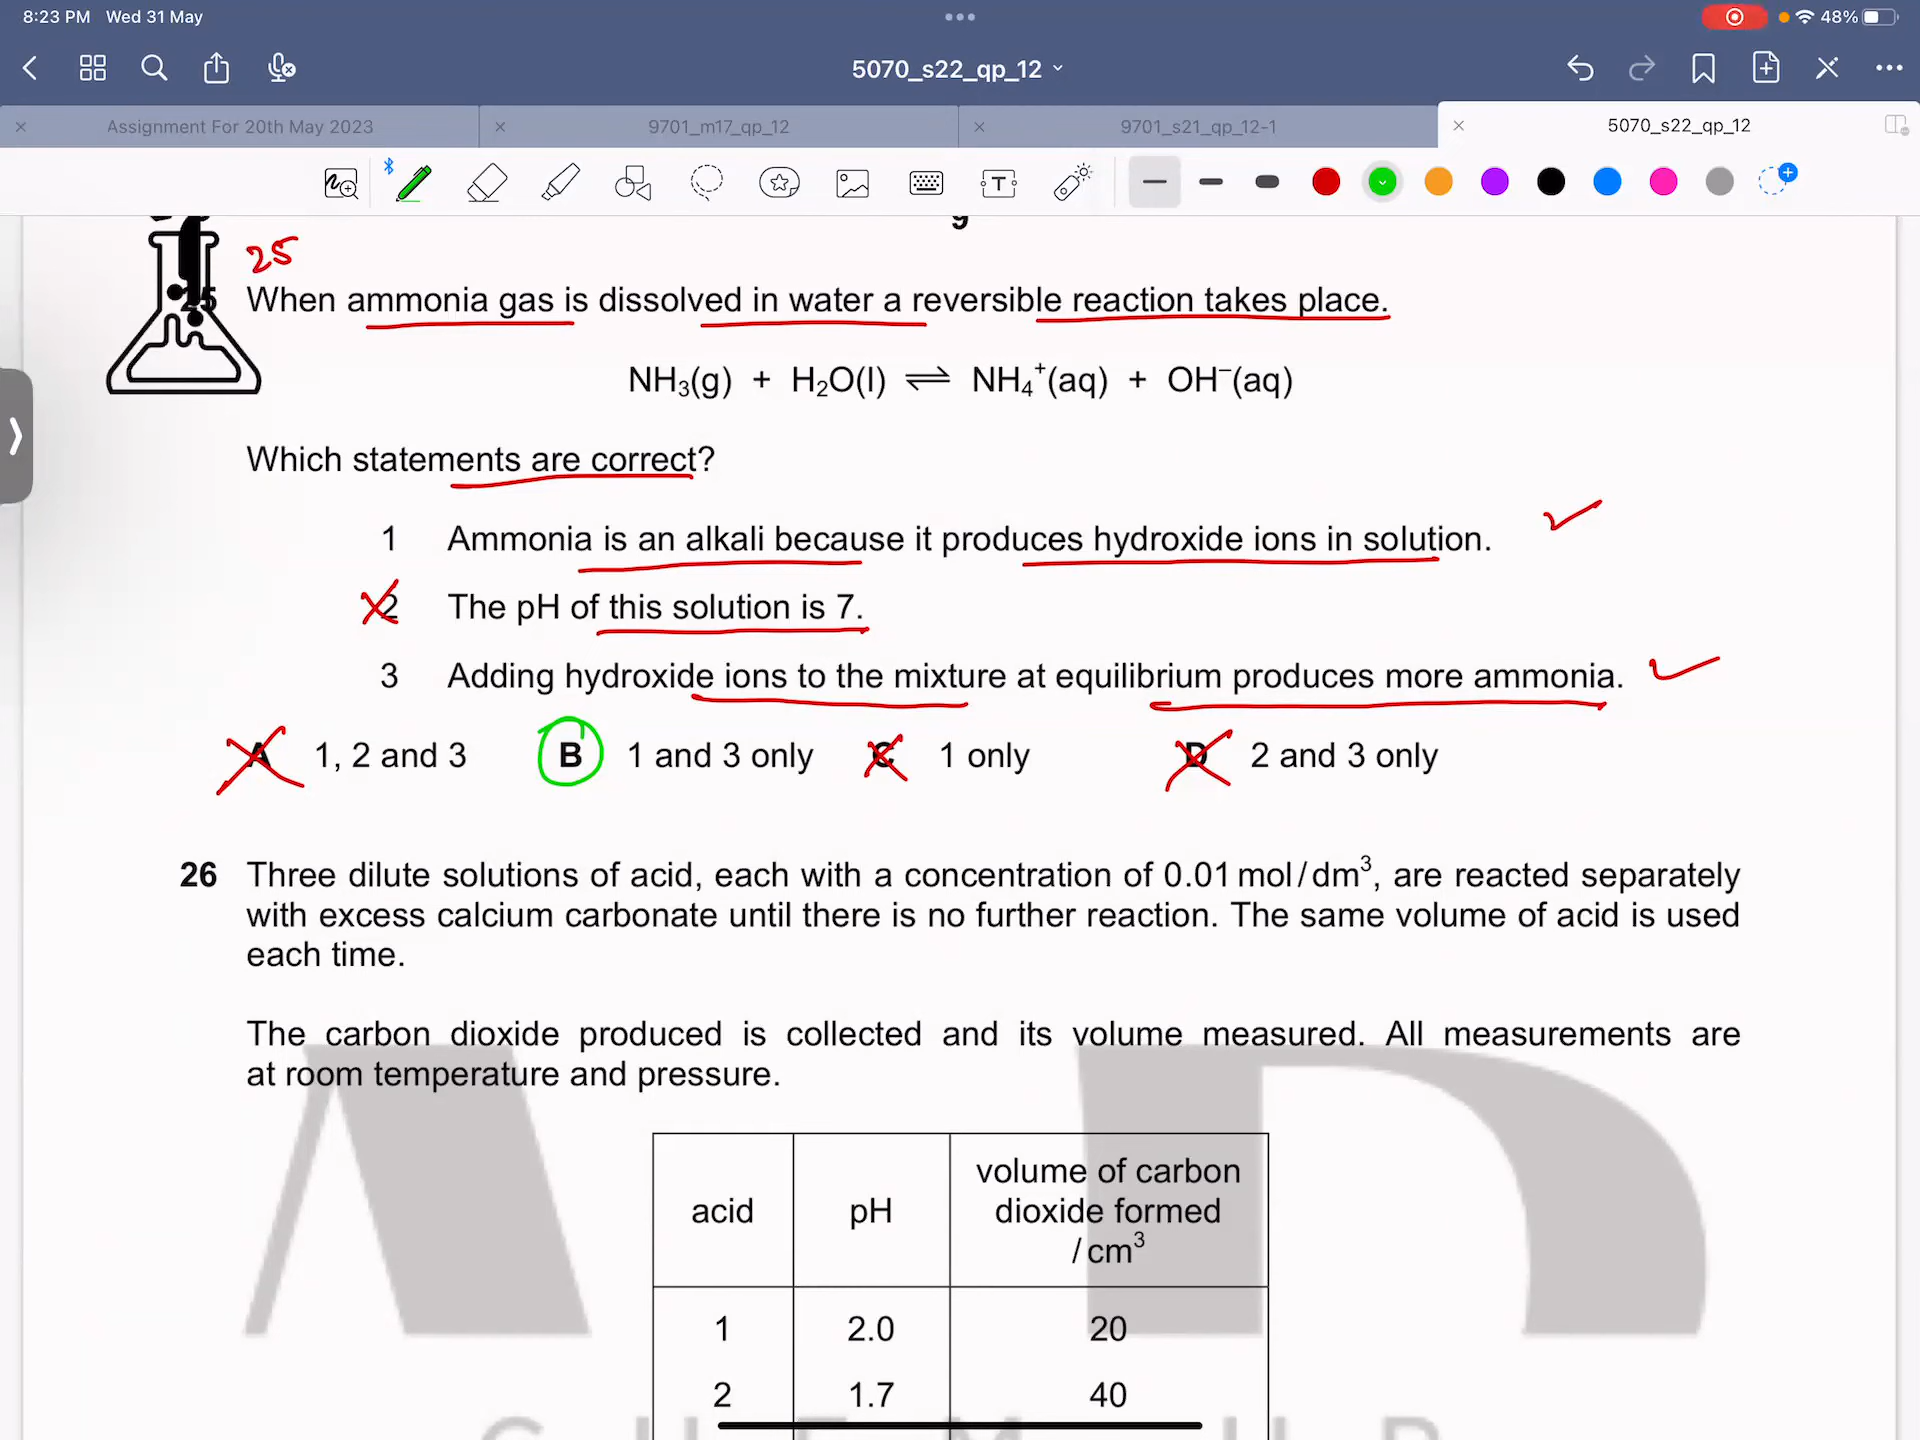 8:23 PM Wed 31 May
48%
5070_s22_qp_12
Assignment For 20th May 2023
9701_m17_qp_12
9701_s21_qp_12-1
5070_s22_qp_12
9
25
25 When ammonia gas is dissolved in water a reversible reaction takes place.
NH₃(g) + H₂O(l) ⇌ NH₄⁺(aq) + OH⁻(aq)
Which statements are correct?
1 Ammonia is an alkali because it produces hydroxide ions in solution.
2 The pH of this solution is 7.
3 Adding hydroxide ions to the mixture at equilibrium produces more ammonia.
A 1, 2 and 3 B 1 and 3 only C 1 only D 2 and 3 only
26 Three dilute solutions of acid, each with a concentration of 0.01 mol/dm³, are reacted separately
with excess calcium carbonate until there is no further reaction. The same volume of acid is used
each time.
The carbon dioxide produced is collected and its volume measured. All measurements are
at room temperature and pressure.
acid pH volume of carbon
dioxide formed
/cm³
1 2.0 20
2 1.7 40